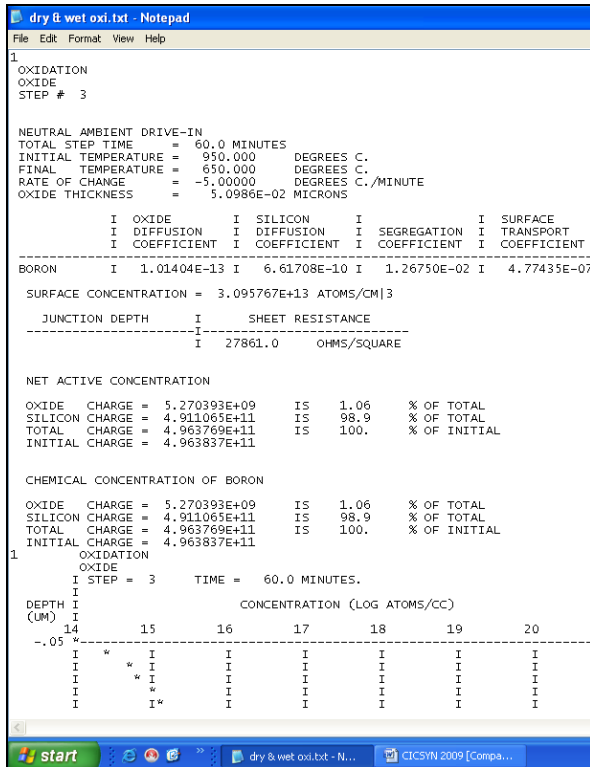 dry & wet oxi.txt - Notepad
File Edit Format View Help
1
OXIDATION
OXIDE
STEP # 3
NEUTRAL AMBIENT DRIVE-IN
TOTAL STEP TIME = 60.0 MINUTES
INITIAL TEMPERATURE = 950.000 DEGREES C.
FINAL TEMPERATURE = 650.000 DEGREES C.
RATE OF CHANGE = -5.00000 DEGREES C./MINUTE
OXIDE THICKNESS = 5.0986E-02 MICRONS
I OXIDE I SILICON I I SURFACE
I DIFFUSION I DIFFUSION I SEGREGATION I TRANSPORT
I COEFFICIENT I COEFFICIENT I COEFFICIENT I COEFFICIENT
BORON I 1.01404E-13 I 6.61708E-10 I 1.26750E-02 I 4.77435E-07
SURFACE CONCENTRATION = 3.095767E+13 ATOMS/CM|3
JUNCTION DEPTH I SHEET RESISTANCE
-----------------------I---------------------------
I 27861.0 OHMS/SQUARE
NET ACTIVE CONCENTRATION
OXIDE CHARGE = 5.270393E+09 IS 1.06 % OF TOTAL
SILICON CHARGE = 4.911065E+11 IS 98.9 % OF TOTAL
TOTAL CHARGE = 4.963769E+11 IS 100. % OF INITIAL
INITIAL CHARGE = 4.963837E+11
CHEMICAL CONCENTRATION OF BORON
OXIDE CHARGE = 5.270393E+09 IS 1.06 % OF TOTAL
SILICON CHARGE = 4.911065E+11 IS 98.9 % OF TOTAL
TOTAL CHARGE = 4.963769E+11 IS 100. % OF INITIAL
INITIAL CHARGE = 4.963837E+11
1 OXIDATION
OXIDE
I STEP = 3 TIME = 60.0 MINUTES.
I
DEPTH I CONCENTRATION (LOG ATOMS/CC)
(UM) I
14 15 16 17 18 19 20
-.05 *-----------------------------------------------------------------
I * I I I I I I
I * I I I I I I
I * I I I I I I
I * I I I I I
I I* I I I I I
start
dry & wet oxi.txt - N...
CICSYN 2009 [Compa...